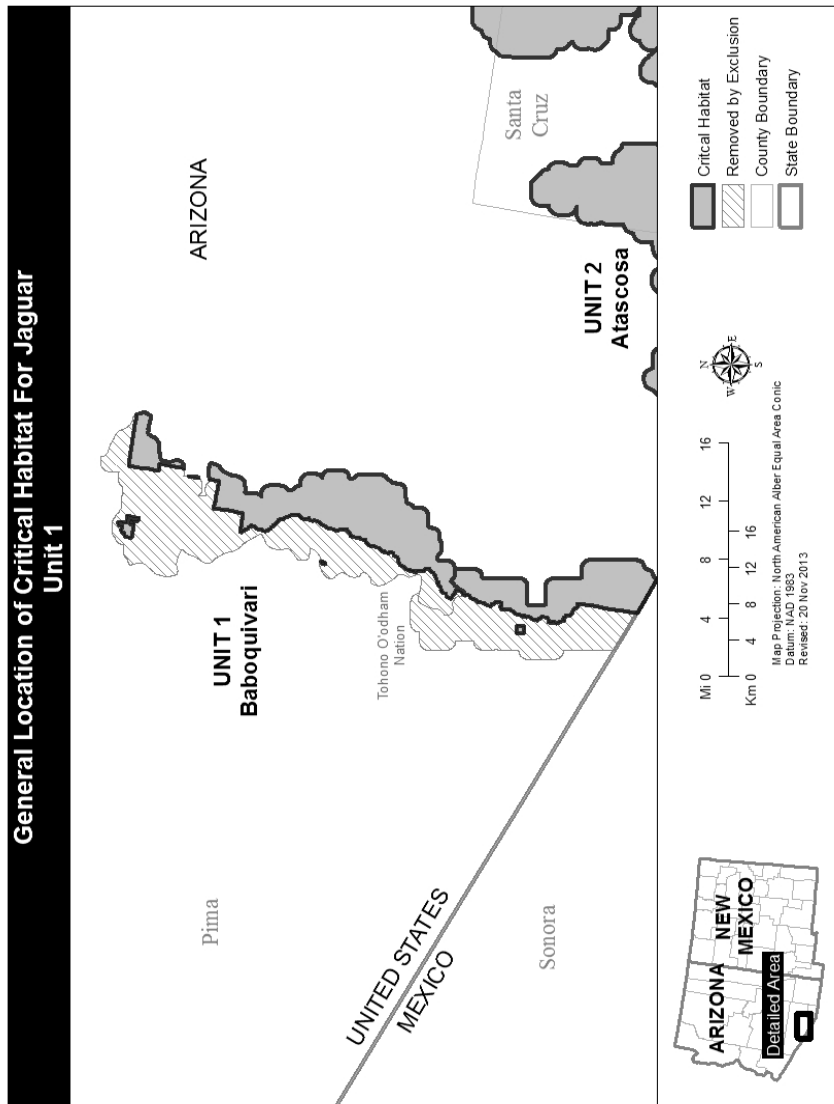 General Location of Critical Habitat For Jaguar
Unit 1
ARIZONA
Santa
Cruz
Pima
UNIT 1
Baboquivari
Tohono O'odham
Nation
UNIT 2
Atascosa
UNITED STATES
MEXICO
Sonora
ARIZONA
NEW
MEXICO
Detailed Area
Mi 0 4 8 12 16
Km 0 4 8 12 16
Map Projection: North American Alber Equal Area Conic
Datum: NAD 1983
Revised: 20 Nov 2013
N
W
E
S
Critcal Habitat
Removed by Exclusion
County Boundary
State Boundary